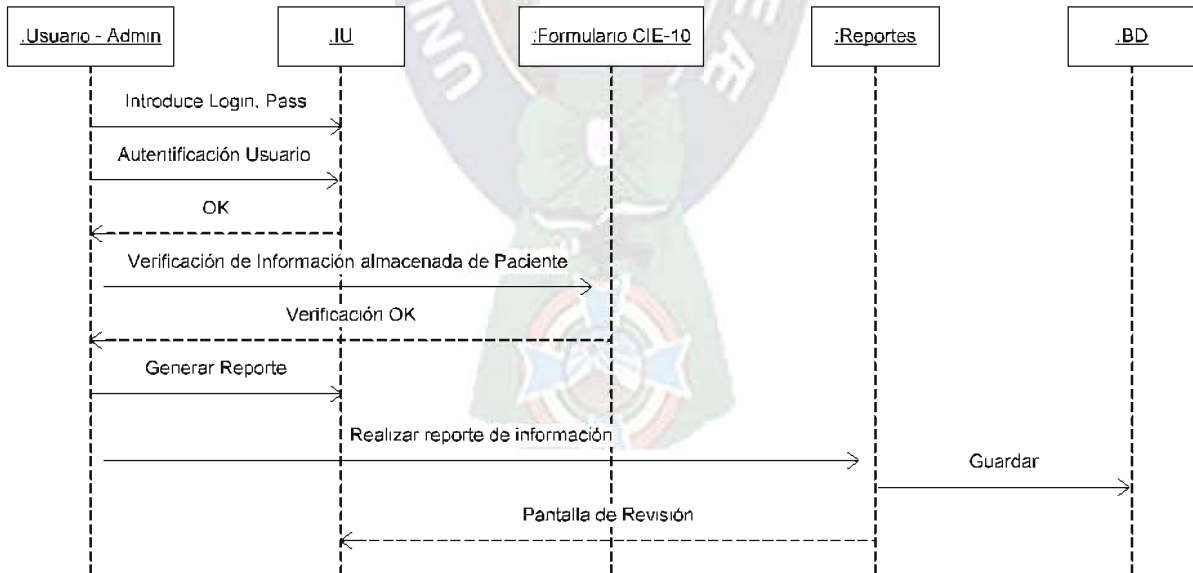 :Usuario - Admin
:IU
:Formulario CIE-10
:Reportes
:BD
Introduce Login, Pass
Autentificación Usuario
OK
Verificación de Información almacenada de Paciente
Verificación OK
Generar Reporte
Realizar reporte de información
Guardar
Pantalla de Revisión
UN
Æ